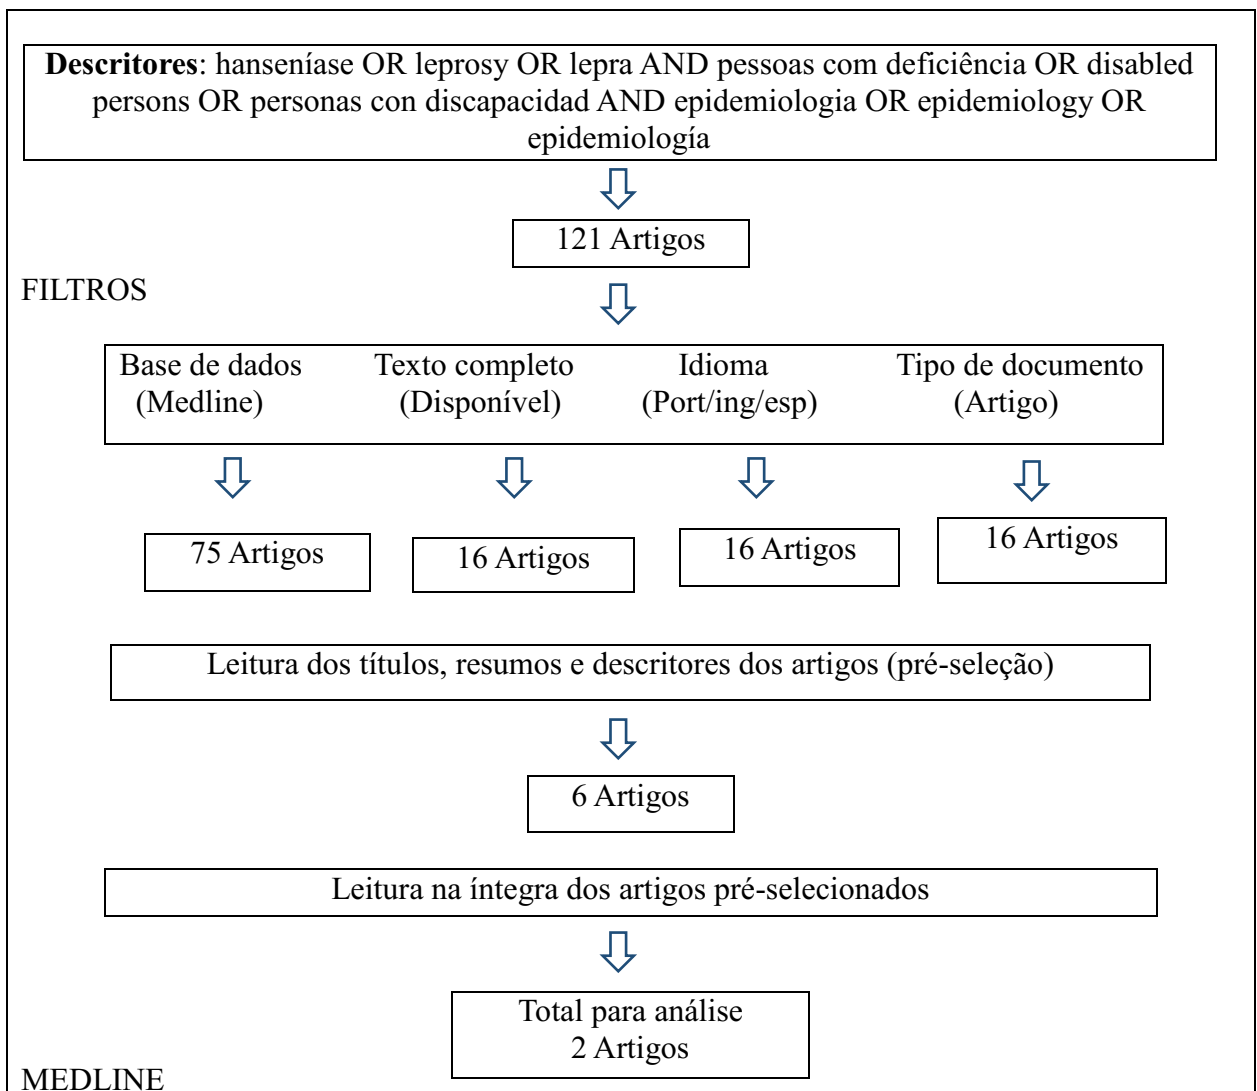 Descritores: hanseníase OR leprosy OR lepra AND pessoas com deficiência OR disabled
persons OR personas con discapacidad AND epidemiologia OR epidemiology OR
epidemiología
121 Artigos
FILTROS
Base de dados
(Medline)
Texto completo
(Disponível)
Idioma
(Port/ing/esp)
Tipo de documento
(Artigo)
75 Artigos
16 Artigos
16 Artigos
16 Artigos
Leitura dos títulos, resumos e descritores dos artigos (pré-seleção)
6 Artigos
Leitura na íntegra dos artigos pré-selecionados
Total para análise
2 Artigos
MEDLINE